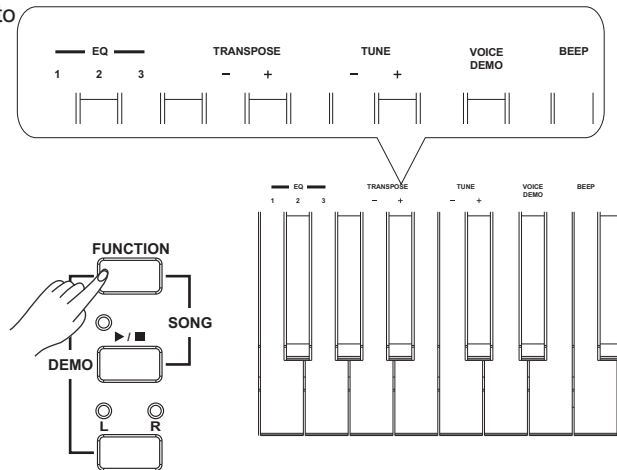 to
EQ TRANSPOSE TUNE VOICE DEMO BEEP
1 2 3 − + − +
EQ TRANSPOSE TUNE VOICE DEMO BEEP
1 2 3 − + − +
FUNCTION
SONG
▶ / ■
DEMO
L R